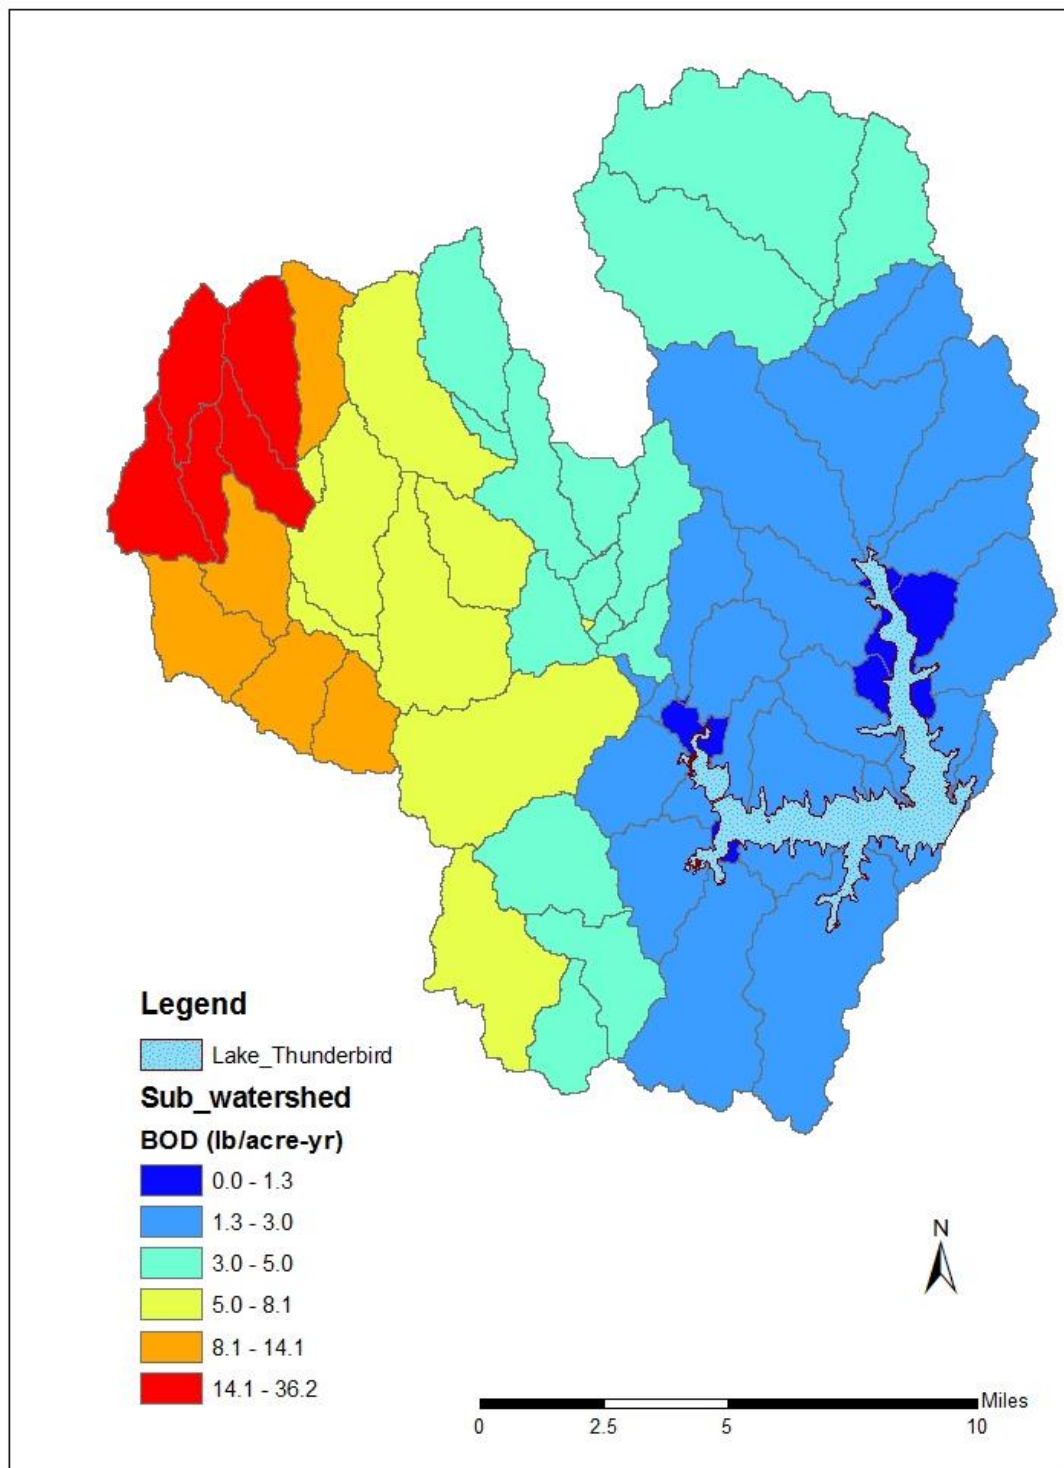 Legend
Lake_Thunderbird
Sub_watershed
BOD (lb/acre-yr)
0.0 - 1.3
1.3 - 3.0
3.0 - 5.0
5.0 - 8.1
8.1 - 14.1
14.1 - 36.2
N
Miles
0 2.5 5 10